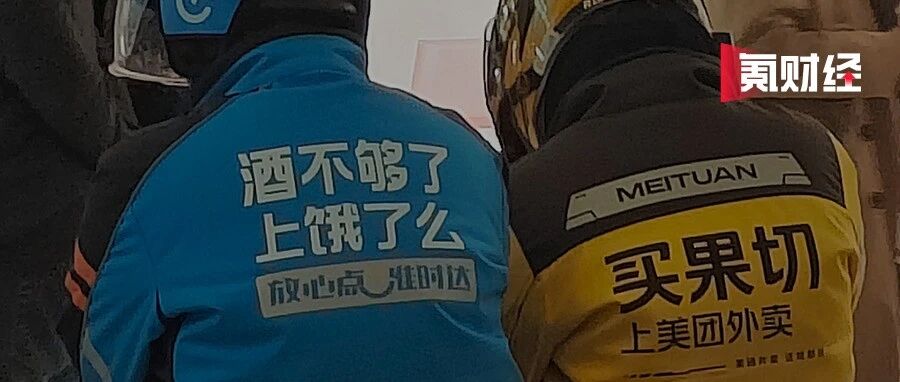 氪财经
酒不够了
上饿了么
放心点 准时达
MEITUAN
买果切
上美团外卖